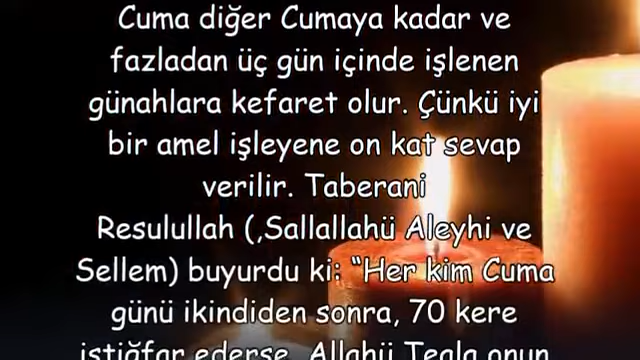 Cuma diğer Cumaya kadar ve
fazladan üç gün içinde işlenen
günahlara kefaret olur. Çünkü iyi
bir amel işleyene on kat sevap
verilir. Taberani
Resulullah (,Sallallahü Aleyhi ve
Sellem) buyurdu ki: “Her kim Cuma
günü ikindiden sonra, 70 kere
istiğfar ederse, Allahü Teala onun